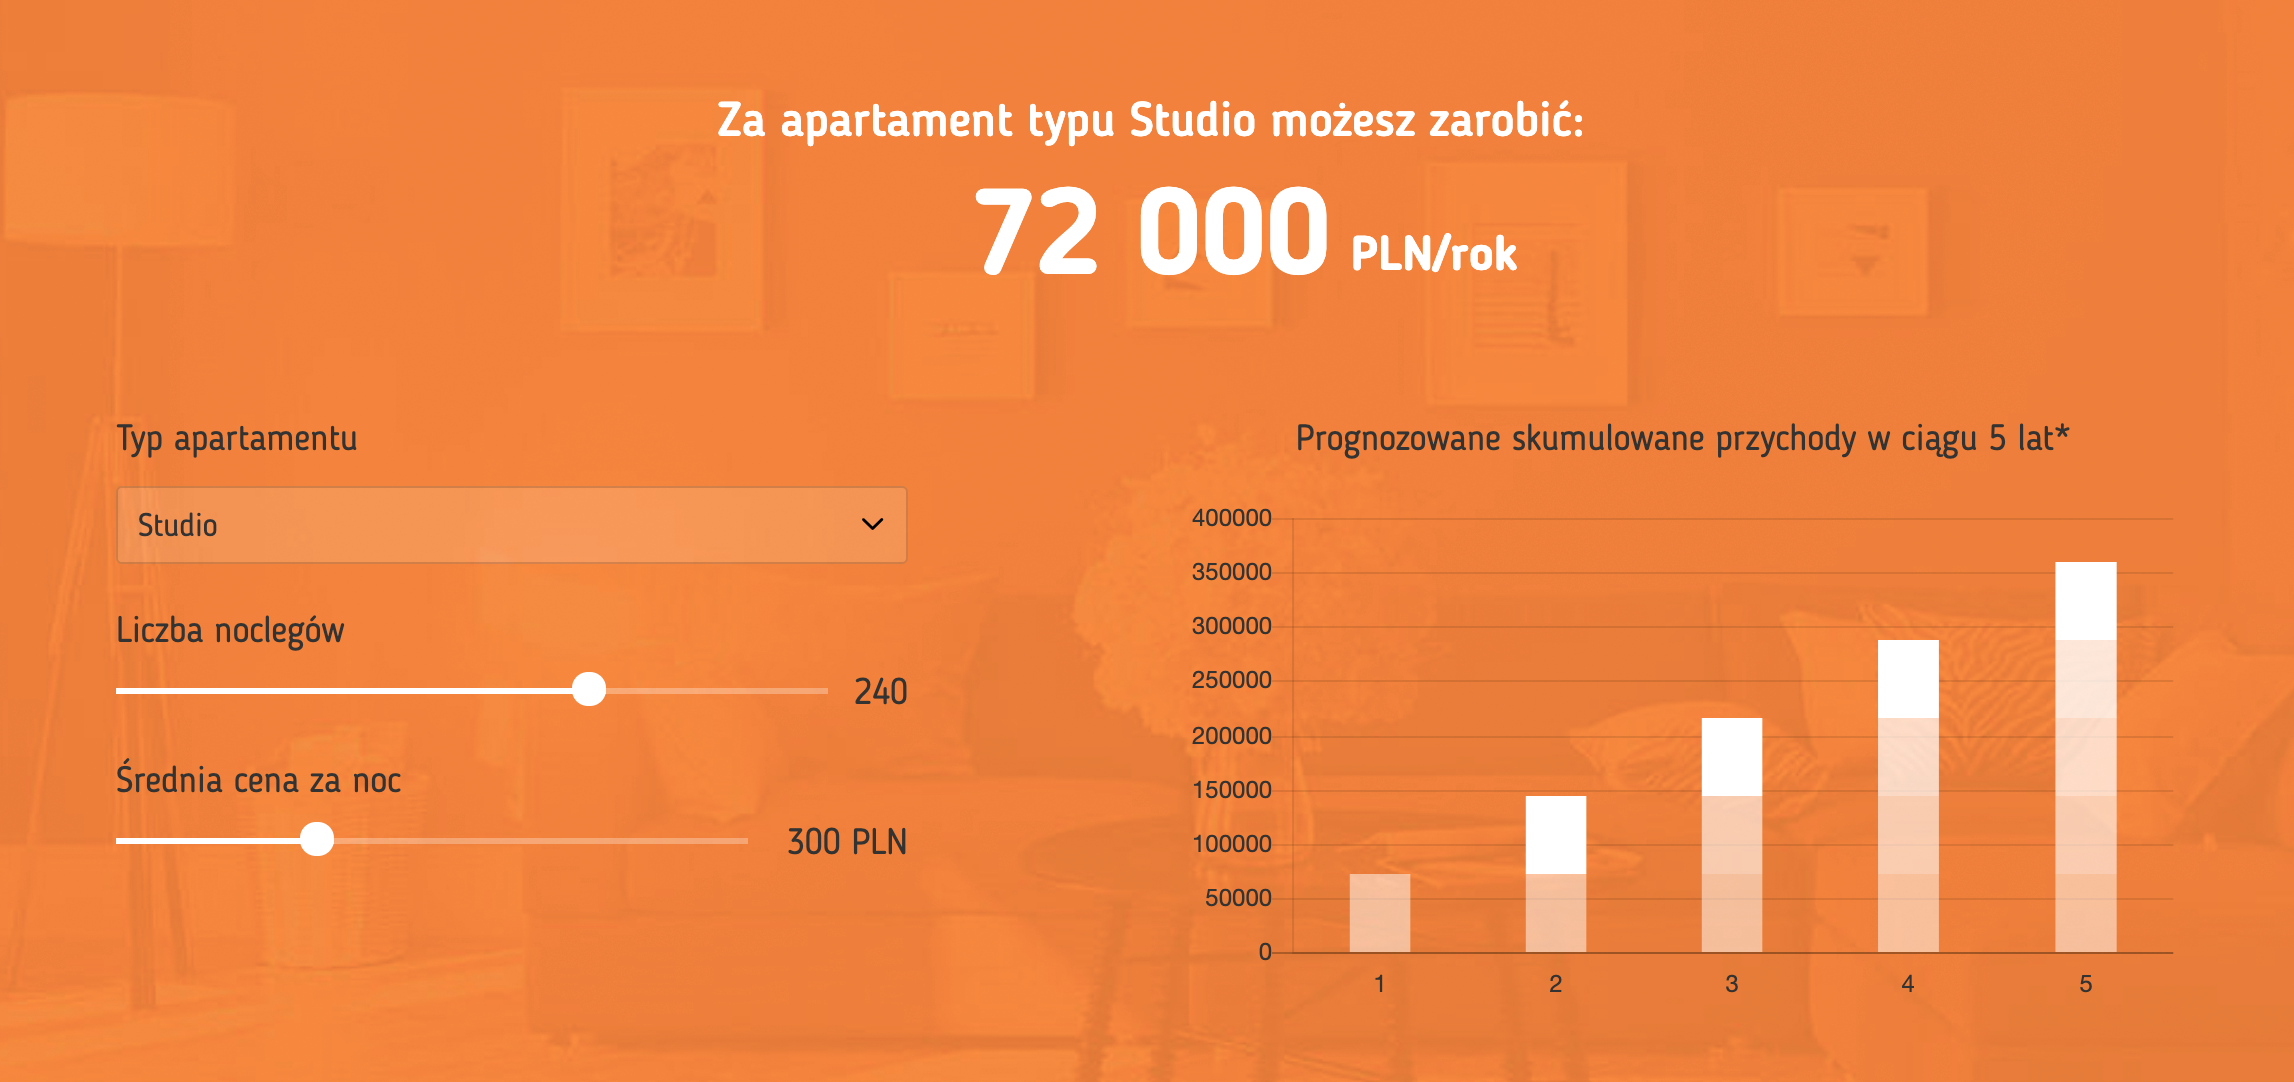 Za apartament typu Studio możesz zarobić:
72 000 PLN/rok
Typ apartamentu
Studio
Liczba noclegów
240
Średnia cena za noc
300 PLN
Prognozowane skumulowane przychody w ciągu 5 lat*
400000
350000
300000
250000
200000
150000
100000
50000
0
1 2 3 4 5